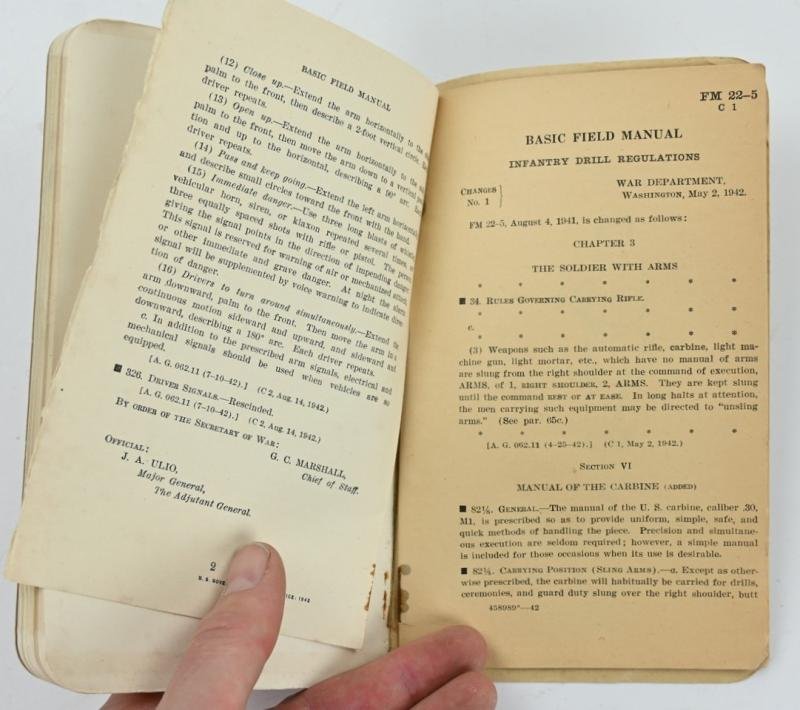 BASIC FIELD MANUAL
(12) Close up.—Extend the arm horizontally to the
palm to the front, then describe a 2-foot vertical circle.
driver repeats.
(13) Open up.—Extend the arm horizontally to the
palm to the front, then move the arm down to a vertical
tion and up to the horizontal, describing a 90° arc.
driver repeats.
(14) Pass and keep going.—Extend the left arm horizontally
and describe small circles toward the front with the hand.
(15) Immediate danger.—Use three long blasts of
vehicular horn, siren, or klaxon repeated several times or
three equally spaced shots with rifle or pistol. The person
giving the signal points in the direction of impending danger.
This signal is reserved for warning of air or mechanized attack
or other immediate and grave danger. At night the alarm
signal will be supplemented by voice warning to indicate direc-
tion of danger.
(16) Drivers to turn around simultaneously.—Extend the
arm downward, palm to the front. Then move the arm in a
continuous motion sideward and upward, and sideward and
downward, describing a 180° arc. Each driver repeats.
c. In addition to the prescribed arm signals, electrical and
mechanical signals should be used when vehicles are so
equipped.
[A. G. 062.11 (7-10-42).] (C 2, Aug. 14, 1942.)
■ 326. DRIVER SIGNALS.—Rescinded.
[A. G. 062.11 (7-10-42).] (C 2, Aug. 14, 1942.)
BY ORDER OF THE SECRETARY OF WAR:
G. C. MARSHALL,
Chief of Staff.
OFFICIAL:
J. A. ULIO,
Major General,
The Adjutant General.
2
U. S. GOVE
ICE: 1942
FM 22-5
C 1
BASIC FIELD MANUAL
INFANTRY DRILL REGULATIONS
CHANGES
No. 1
WAR DEPARTMENT,
WASHINGTON, May 2, 1942.
FM 22-5, August 4, 1941, is changed as follows:
CHAPTER 3
THE SOLDIER WITH ARMS
* * * * * * *
■ 34. RULES GOVERNING CARRYING RIFLE.
* * * * * * *
c.
* * * * * * *
(3) Weapons such as the automatic rifle, carbine, light ma-
chine gun, light mortar, etc., which have no manual of arms
are slung from the right shoulder at the command of execution,
ARMS, of 1, RIGHT SHOULDER, 2, ARMS. They are kept slung
until the command REST or AT EASE. In long halts at attention,
the men carrying such equipment may be directed to "unsling
arms." (See par. 65c.)
* * * * * * *
[A. G. 062.11 (4-25-42).] (C 1, May 2, 1942.)
SECTION VI
MANUAL OF THE CARBINE (ADDED)
■ 82⅛. GENERAL.—The manual of the U. S. carbine, caliber .30,
M1, is prescribed so as to provide uniform, simple, safe, and
quick methods of handling the piece. Precision and simultane-
ous execution are seldom required; however, a simple manual
is included for those occasions when its use is desirable.
■ 82¼. CARRYING POSITION (SLING ARMS).—a. Except as other-
wise prescribed, the carbine will habitually be carried for drills,
ceremonies, and guard duty slung over the right shoulder, butt
458989°—42